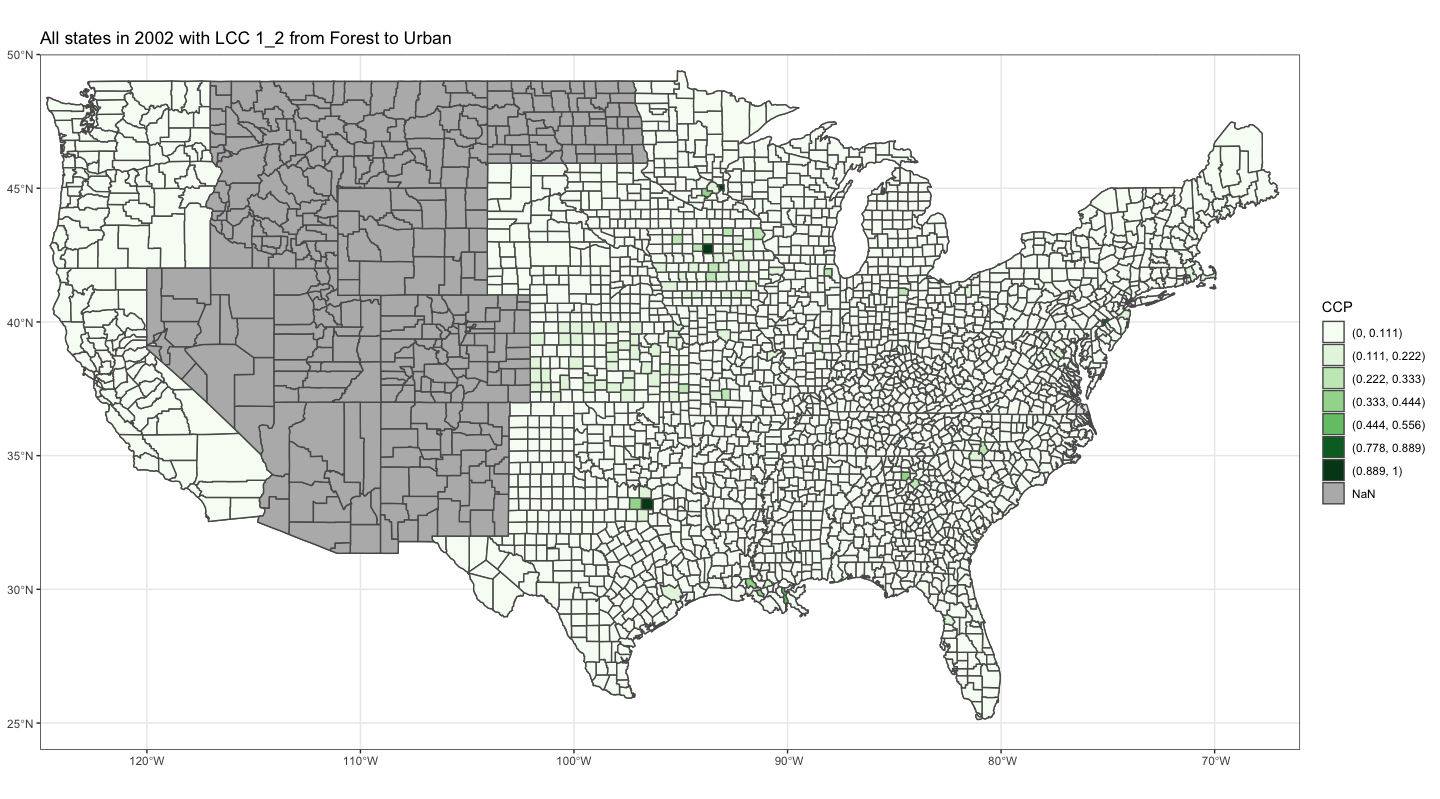 All states in 2002 with LCC 1_2 from Forest to Urban
50°N
45°N
40°N
35°N
30°N
25°N
120°W
110°W
100°W
90°W
80°W
70°W
CCP
(0, 0.111)
(0.111, 0.222)
(0.222, 0.333)
(0.333, 0.444)
(0.444, 0.556)
(0.778, 0.889)
(0.889, 1)
NaN